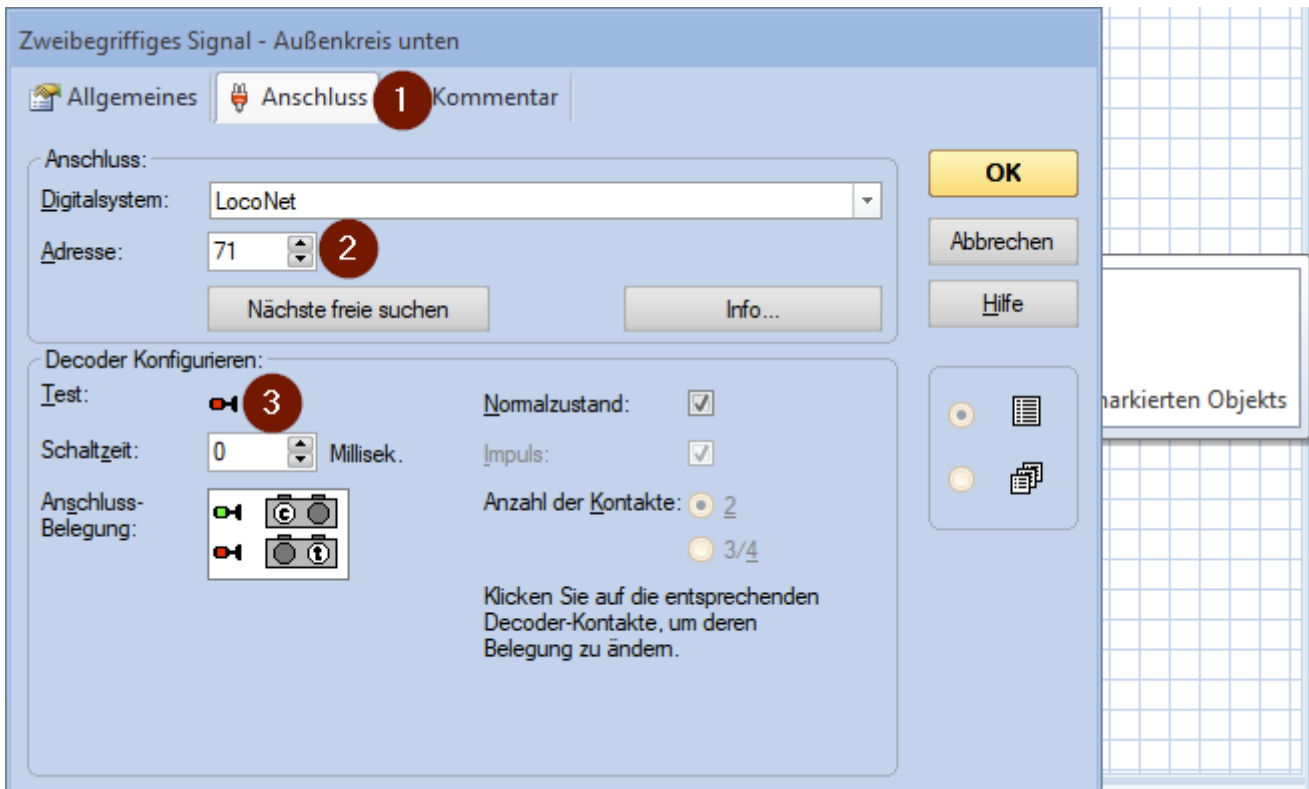 Zweibegriffiges Signal - Außenkreis unten
Allgemeines Anschluss 1 Kommentar
Anschluss:
Digitalsystem: LocoNet
Adresse: 71 2
Nächste freie suchen Info...
OK
Abbrechen
Hilfe
Decoder Konfigurieren:
Test: 3 Normalzustand:
Schaltzeit: 0 Millisek. Impuls:
Anschluss-
Belegung:
c
t
Anzahl der Kontakte: 2
3/4
Klicken Sie auf die entsprechenden
Decoder-Kontakte, um deren
Belegung zu ändern.
markierten Objekts